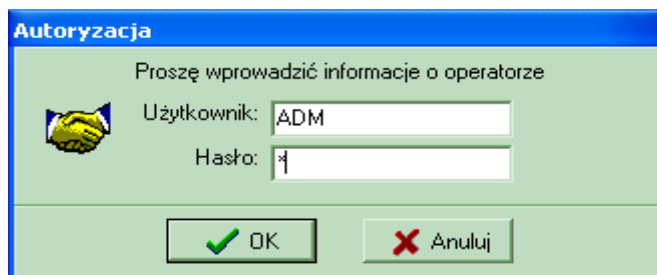 Autoryzacja
Proszę wprowadzić informacje o operatorze
Użytkownik: ADM
Hasło: *
OK Anuluj